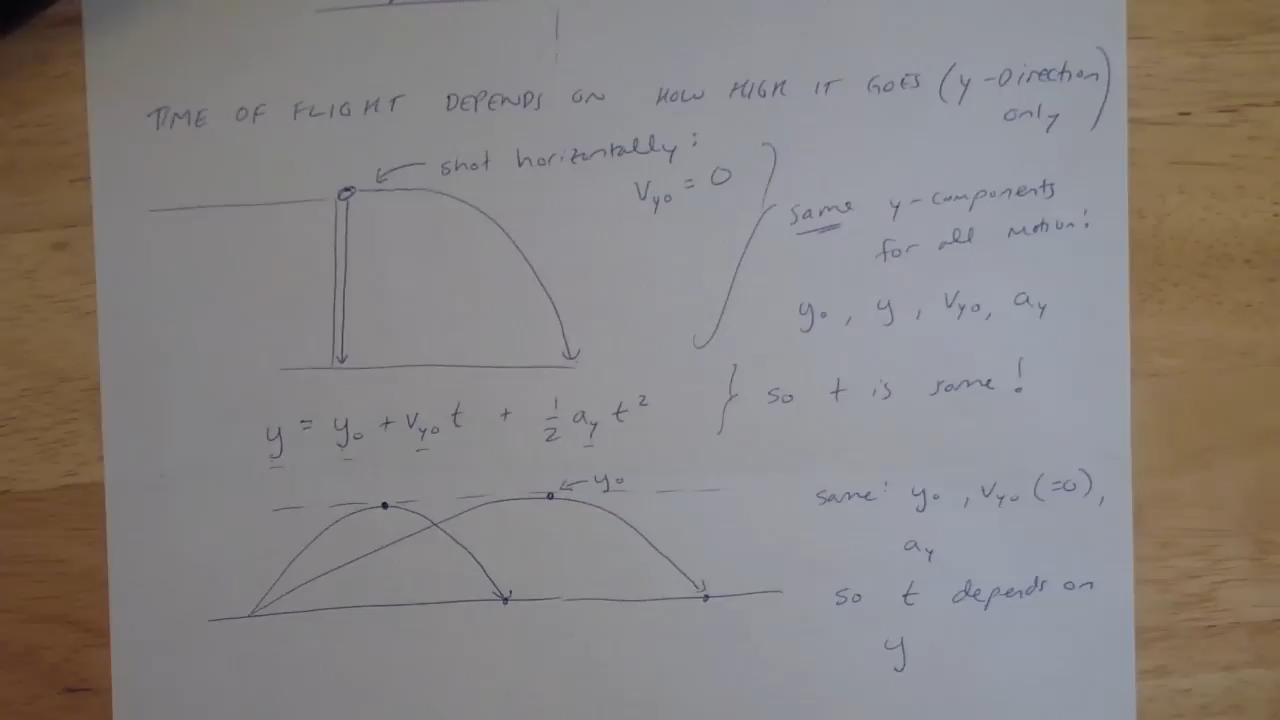 TIME OF FLIGHT DEPENDS ON HOW HIGH IT GOES (y-Direction
only)
shot horizontally:
Vy0 = 0
same y-components
for all motion:
y0, y, Vy0, ay
y = y0 + Vy0 t + 1/2 ay t²
so t is same!
y0
same: y0, Vy0 (=0),
ay
so t depends on
y